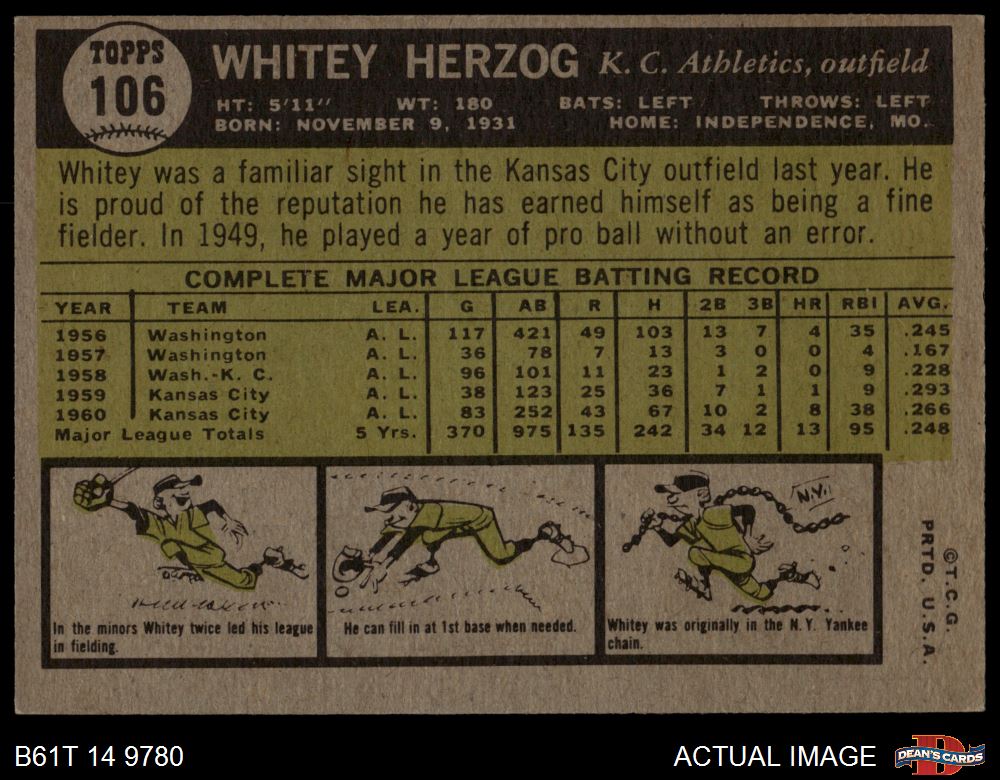 TOPPS
106
WHITEY HERZOG K. C. Athletics, outfield
HT: 5'11" WT: 180 BATS: LEFT THROWS: LEFT
BORN: NOVEMBER 9, 1931 HOME: INDEPENDENCE, MO.
Whitey was a familiar sight in the Kansas City outfield last year. He
is proud of the reputation he has earned himself as being a fine
fielder. In 1949, he played a year of pro ball without an error.
COMPLETE MAJOR LEAGUE BATTING RECORD
YEAR TEAM LEA. G AB R H 2B 3B HR RBI AVG.
1956 Washington A. L. 117 421 49 103 13 7 4 35 .245
1957 Washington A. L. 36 78 7 13 3 0 0 4 .167
1958 Wash.-K. C. A. L. 96 101 11 23 1 2 0 9 .228
1959 Kansas City A. L. 38 123 25 36 7 1 1 9 .293
1960 Kansas City A. L. 83 252 43 67 10 2 8 38 .266
Major League Totals 5 Yrs. 370 975 135 242 34 12 13 95 .248
In the minors Whitey twice led his league
in fielding.
He can fill in at 1st base when needed.
N.Y.
Whitey was originally in the N.Y. Yankee
chain.
©T.C.G.
PRTD. U.S.A.
B61T 14 9780
ACTUAL IMAGE
DEAN'S CARDS